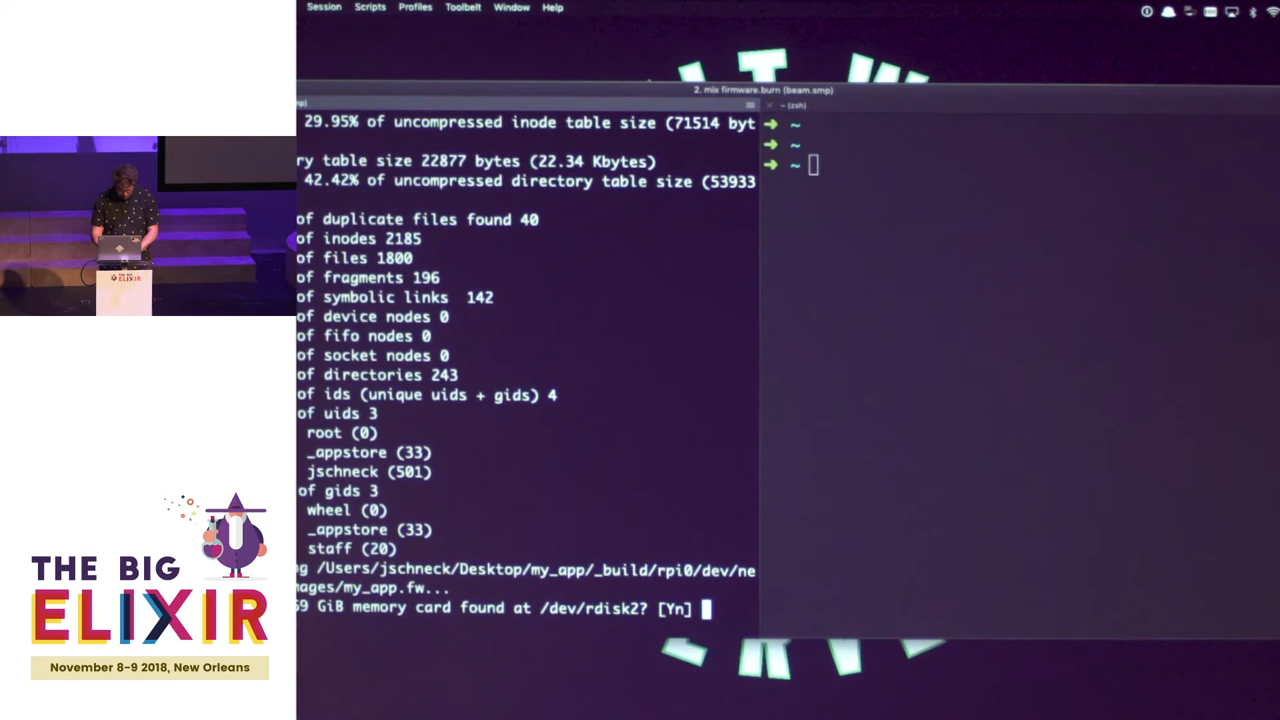 Session Scripts Profiles Toolbelt Window Help
2. mix firmware.burn (beam.smp)
~ (zsh)
29.95% of uncompressed inode table size (71514 byt
ry table size 22877 bytes (22.34 Kbytes)
42.42% of uncompressed directory table size (53933
of duplicate files found 40
of inodes 2185
of files 1800
of fragments 196
of symbolic links 142
of device nodes 0
of fifo nodes 0
of socket nodes 0
of directories 243
of ids (unique uids + gids) 4
of uids 3
root (0)
_appstore (33)
jschneck (501)
of gids 3
wheel (0)
_appstore (33)
staff (20)
g /Users/jschneck/Desktop/my_app/_build/rpi0/dev/ne
mages/my_app.fw...
59 GiB memory card found at /dev/rdisk2? [Yn]
➜ ~
➜ ~
➜ ~
THE BIG
ELIXIR
THE BIG
ELIXIR
November 8-9 2018, New Orleans